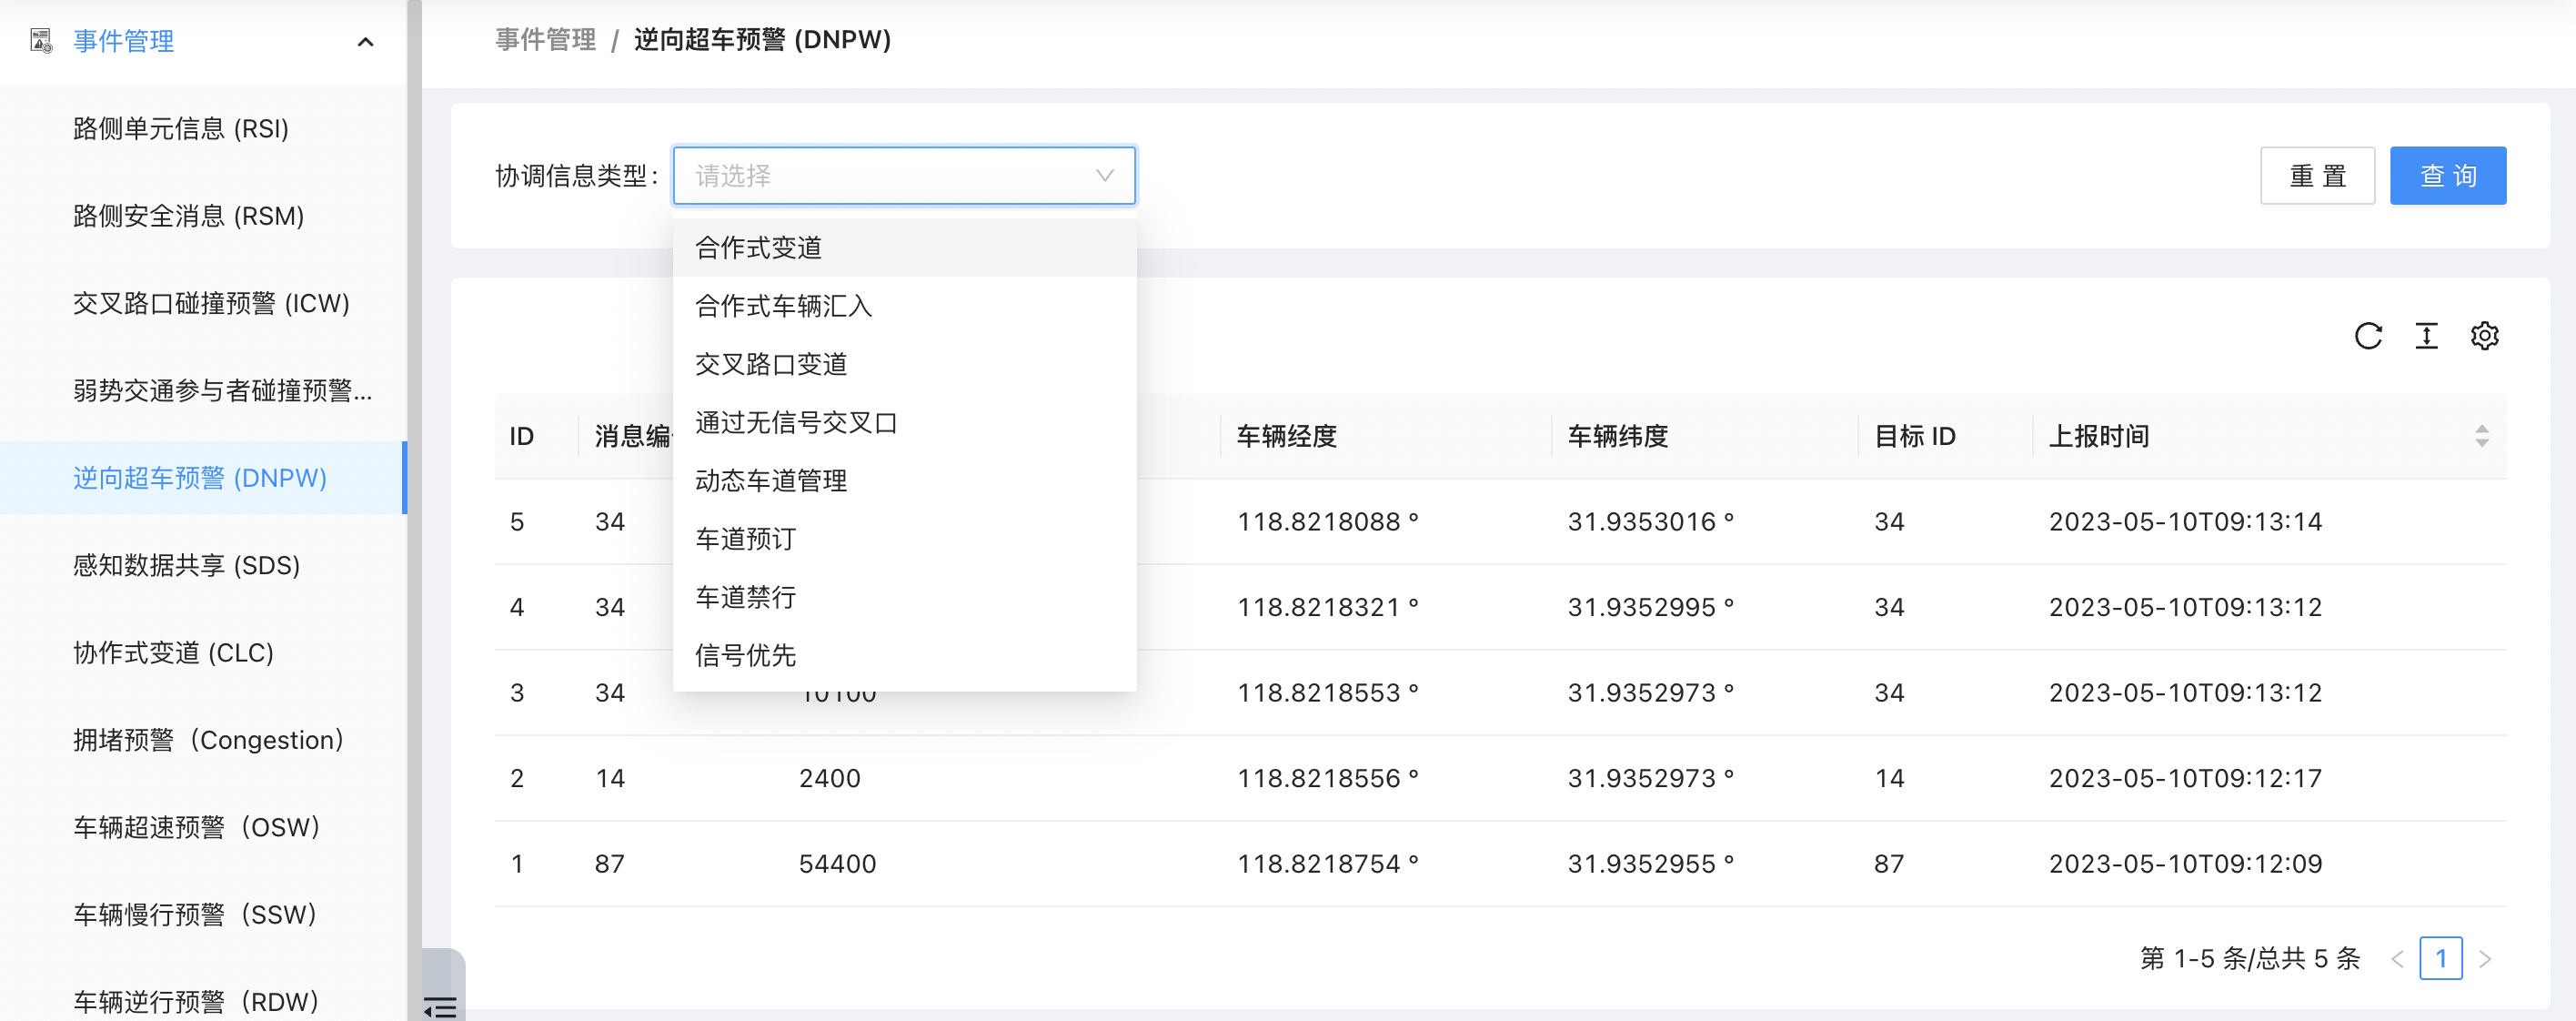 事件管理
路侧单元信息 (RSI)
路侧安全消息 (RSM)
交叉路口碰撞预警 (ICW)
弱势交通参与者碰撞预警...
逆向超车预警 (DNPW)
感知数据共享 (SDS)
协作式变道 (CLC)
拥堵预警（Congestion）
车辆超速预警（OSW）
车辆慢行预警（SSW）
车辆逆行预警（RDW）
事件管理 / 逆向超车预警 (DNPW)
协调信息类型: 请选择 重置 查询
合作式变道
合作式车辆汇入
交叉路口变道
通过无信号交叉口
动态车道管理
车道预订
车道禁行
信号优先
ID 消息编 车辆经度 车辆纬度 目标 ID 上报时间
5 34 118.8218088 ° 31.9353016 ° 34 2023-05-10T09:13:14
4 34 118.8218321 ° 31.9352995 ° 34 2023-05-10T09:13:12
3 34 10100 118.8218553 ° 31.9352973 ° 34 2023-05-10T09:13:12
2 14 2400 118.8218556 ° 31.9352973 ° 14 2023-05-10T09:12:17
1 87 54400 118.8218754 ° 31.9352955 ° 87 2023-05-10T09:12:09
第 1-5 条/总共 5 条 < 1 >